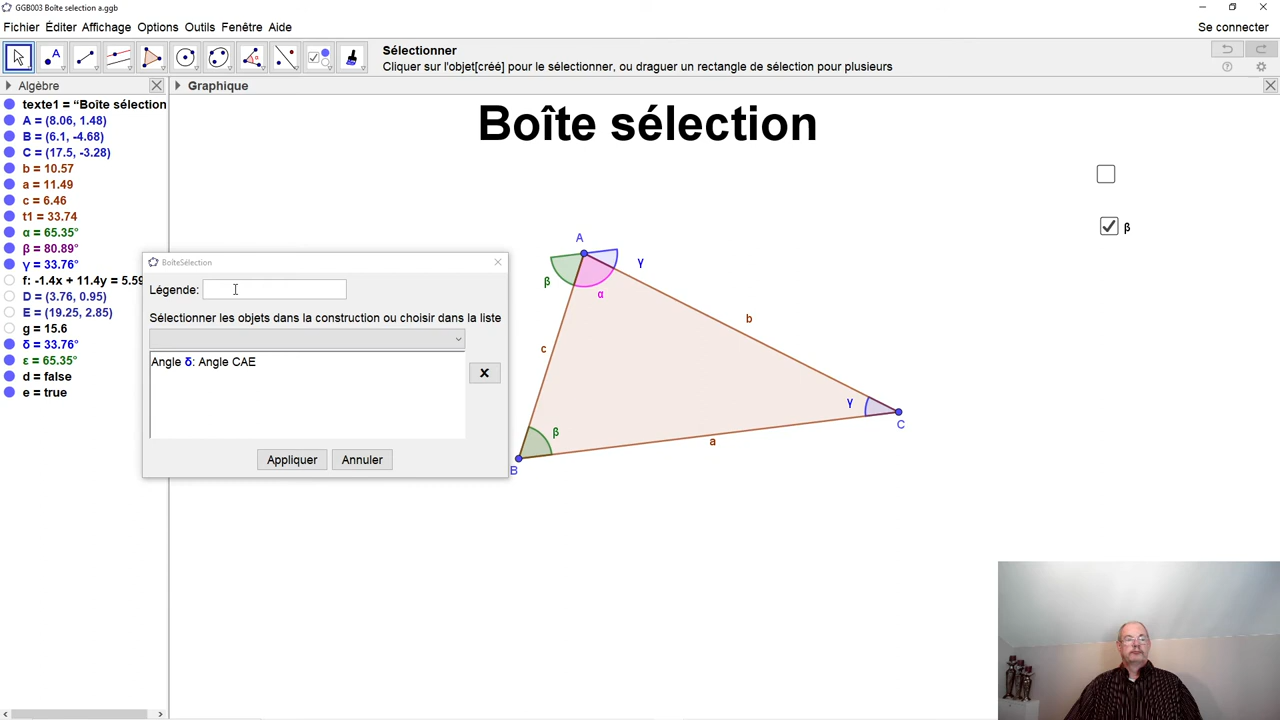 GGB003 Boîte sélection a.ggb
Fichier Éditer Affichage Options Outils Fenêtre Aide
Se connecter
Sélectionner
Cliquer sur l'objet[créé] pour le sélectionner, ou draguer un rectangle de sélection pour plusieurs
Algèbre
Graphique
texte1 = “Boîte sélection
A = (8.06, 1.48)
B = (6.1, -4.68)
C = (17.5, -3.28)
b = 10.57
a = 11.49
c = 6.46
t1 = 33.74
α = 65.35°
β = 80.89°
γ = 33.76°
f: -1.4x + 11.4y = 5.59
D = (3.76, 0.95)
E = (19.25, 2.85)
g = 15.6
δ = 33.76°
ε = 65.35°
d = false
e = true
Boîte sélection
β
BoîteSélection
Légende:
Sélectionner les objets dans la construction ou choisir dans la liste
Angle δ: Angle CAE
X
Appliquer Annuler
A
γ
β
α
b
c
γ
C
β
a
B